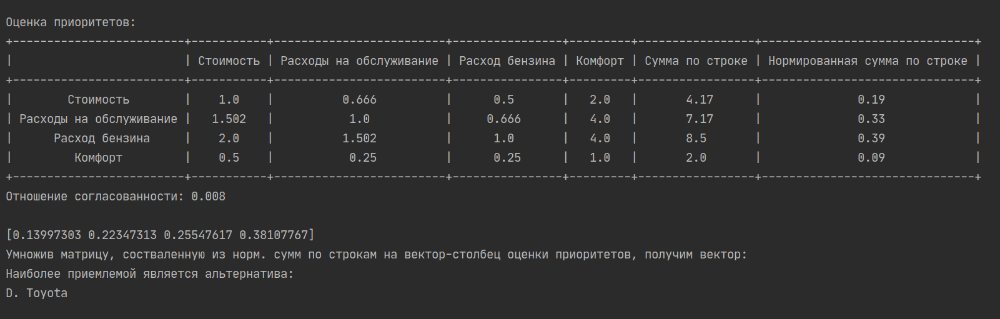 Оценка приоритетов:
+-------------------------+-----------+-------------------------+----------------+---------+-----------------+-------------------------------+
| | Стоимость | Расходы на обслуживание | Расход бензина | Комфорт | Сумма по строке | Нормированная сумма по строке |
+-------------------------+-----------+-------------------------+----------------+---------+-----------------+-------------------------------+
| Стоимость | 1.0 | 0.666 | 0.5 | 2.0 | 4.17 | 0.19 |
| Расходы на обслуживание | 1.502 | 1.0 | 0.666 | 4.0 | 7.17 | 0.33 |
| Расход бензина | 2.0 | 1.502 | 1.0 | 4.0 | 8.5 | 0.39 |
| Комфорт | 0.5 | 0.25 | 0.25 | 1.0 | 2.0 | 0.09 |
+-------------------------+-----------+-------------------------+----------------+---------+-----------------+-------------------------------+
Отношение согласованности: 0.008
[0.13997303 0.22347313 0.25547617 0.38107767]
Умножив матрицу, состваленную из норм. сумм по строкам на вектор-столбец оценки приоритетов, получим вектор:
Наиболее приемлемой является альтернатива:
D. Toyota